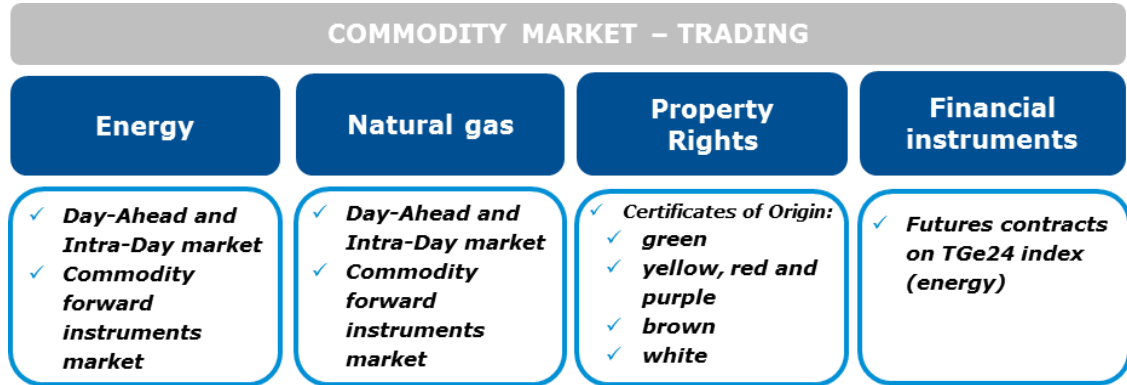 COMMODITY MARKET – TRADING
Energy
✓ Day-Ahead and
Intra-Day market
✓ Commodity
forward
instruments
market
Natural gas
✓ Day-Ahead and
Intra-Day market
✓ Commodity
forward
instruments
market
Property
Rights
✓ Certificates of Origin:
✓ green
✓ yellow, red and
purple
✓ brown
✓ white
Financial
instruments
✓ Futures contracts
on TGe24 index
(energy)